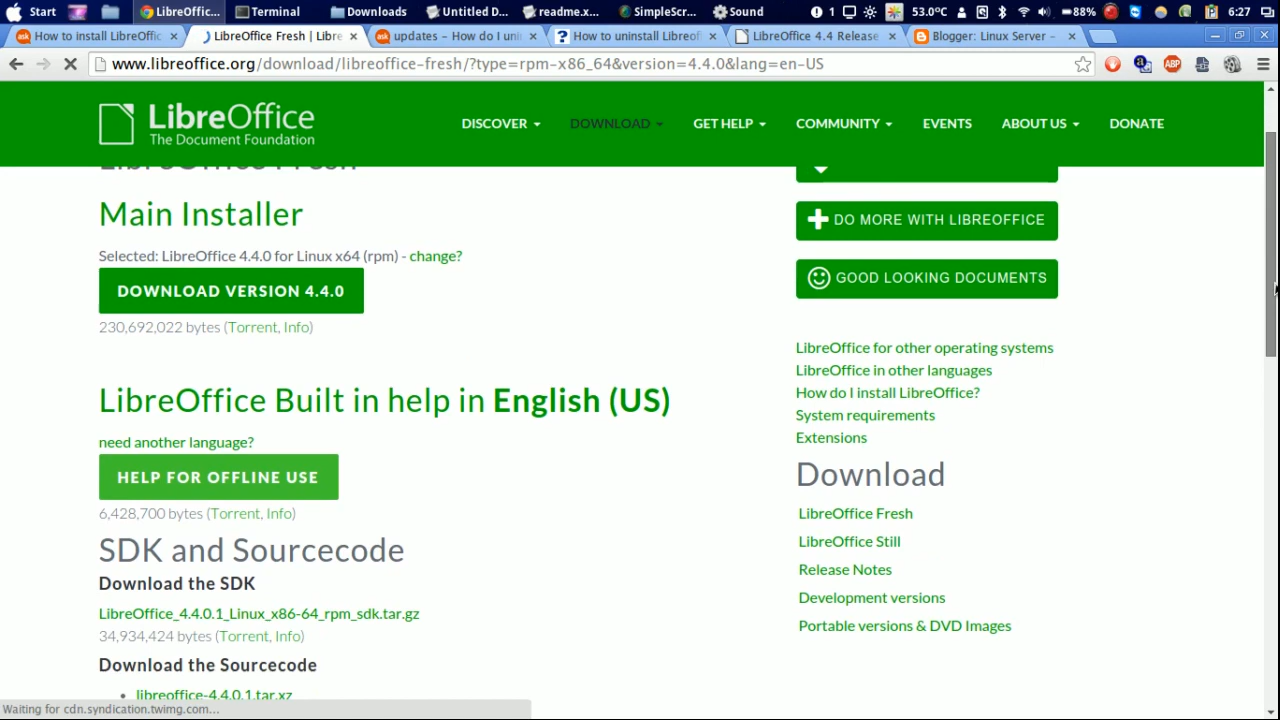 Start LibreOffic... Terminal Downloads Untitled D... readme.x... SimpleScr... Sound 1 53.0°C 88% 6:27
How to install LibreOffic LibreOffice Fresh | Libre updates – How do I uni How to uninstall LibreOf LibreOffice 4.4 Release Blogger: Linux Server –
www.libreoffice.org/download/libreoffice-fresh/?type=rpm-x86_64&version=4.4.0&lang=en-US ABP
LibreOffice
The Document Foundation
DISCOVER DOWNLOAD GET HELP COMMUNITY EVENTS ABOUT US DONATE
LibreOffice Fresh
Main Installer
Selected: LibreOffice 4.4.0 for Linux x64 (rpm) - change?
DOWNLOAD VERSION 4.4.0
230,692,022 bytes (Torrent, Info)
LibreOffice Built in help in English (US)
need another language?
HELP FOR OFFLINE USE
6,428,700 bytes (Torrent, Info)
SDK and Sourcecode
Download the SDK
LibreOffice_4.4.0.1_Linux_x86-64_rpm_sdk.tar.gz
34,934,424 bytes (Torrent, Info)
Download the Sourcecode
libreoffice-4.4.0.1.tar.xz
DO MORE WITH LIBREOFFICE
GOOD LOOKING DOCUMENTS
LibreOffice for other operating systems
LibreOffice in other languages
How do I install LibreOffice?
System requirements
Extensions
Download
LibreOffice Fresh
LibreOffice Still
Release Notes
Development versions
Portable versions & DVD Images
Waiting for cdn.syndication.twimg.com...